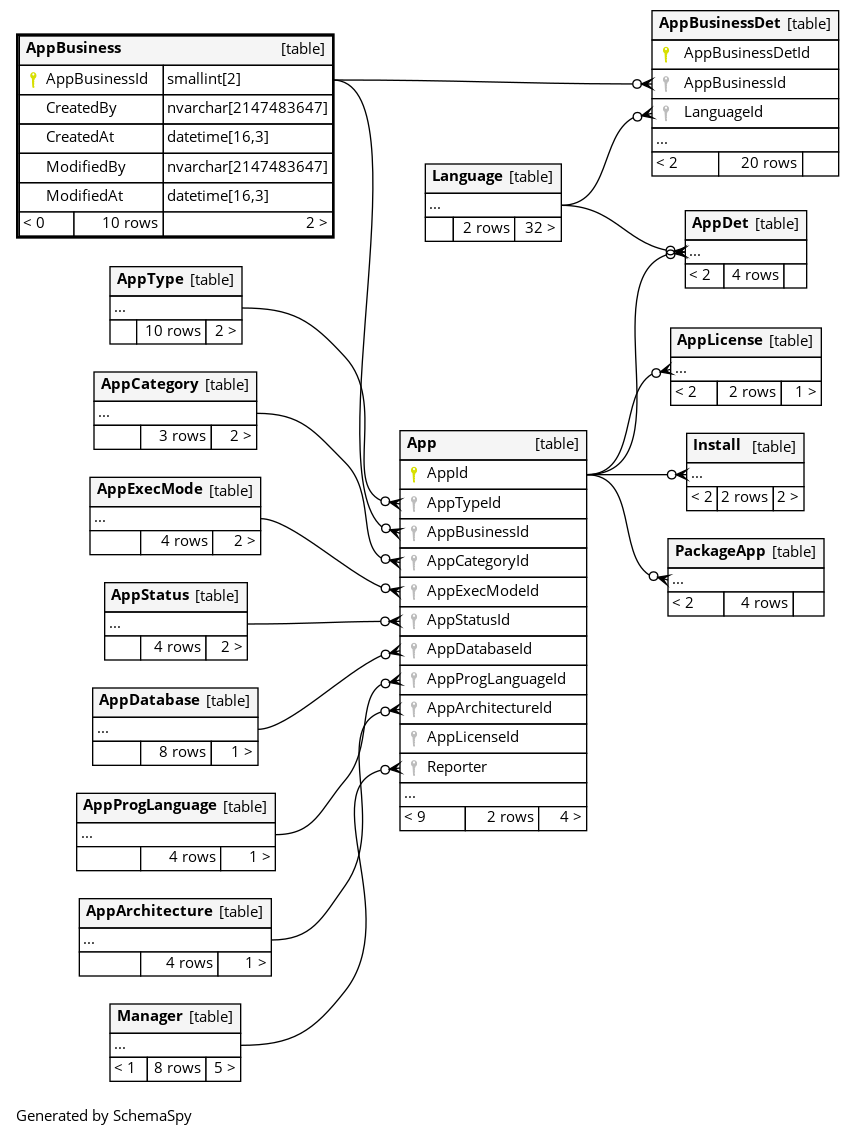 AppBusiness [table]
AppBusinessId smallint[2]
CreatedBy nvarchar[2147483647]
CreatedAt datetime[16,3]
ModifiedBy nvarchar[2147483647]
ModifiedAt datetime[16,3]
< 0 10 rows 2 >
AppBusinessDet [table]
AppBusinessDetId
AppBusinessId
LanguageId
...
< 2 20 rows
Language [table]
...
2 rows 32 >
AppDet [table]
...
< 2 4 rows
AppType [table]
...
10 rows 2 >
AppLicense [table]
...
< 2 2 rows 1 >
AppCategory [table]
...
3 rows 2 >
Install [table]
...
< 2 2 rows 2 >
App [table]
AppId
AppTypeId
AppBusinessId
AppCategoryId
AppExecModeId
AppStatusId
AppDatabaseId
AppProgLanguageId
AppArchitectureId
AppLicenseId
Reporter
...
< 9 2 rows 4 >
AppExecMode [table]
...
4 rows 2 >
PackageApp [table]
...
< 2 4 rows
AppStatus [table]
...
4 rows 2 >
AppDatabase [table]
...
8 rows 1 >
AppProgLanguage [table]
...
4 rows 1 >
AppArchitecture [table]
...
4 rows 1 >
Manager [table]
...
< 1 8 rows 5 >
Generated by SchemaSpy